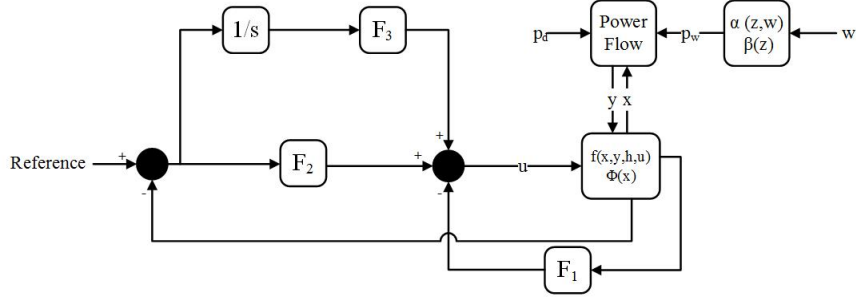 1/s
F3
Power
Flow
α (z,w)
β(z)
pd
pw
w
y x
+
Reference
+
-
F2
+
-
u
f(x,y,h,u)
Φ(x)
F1